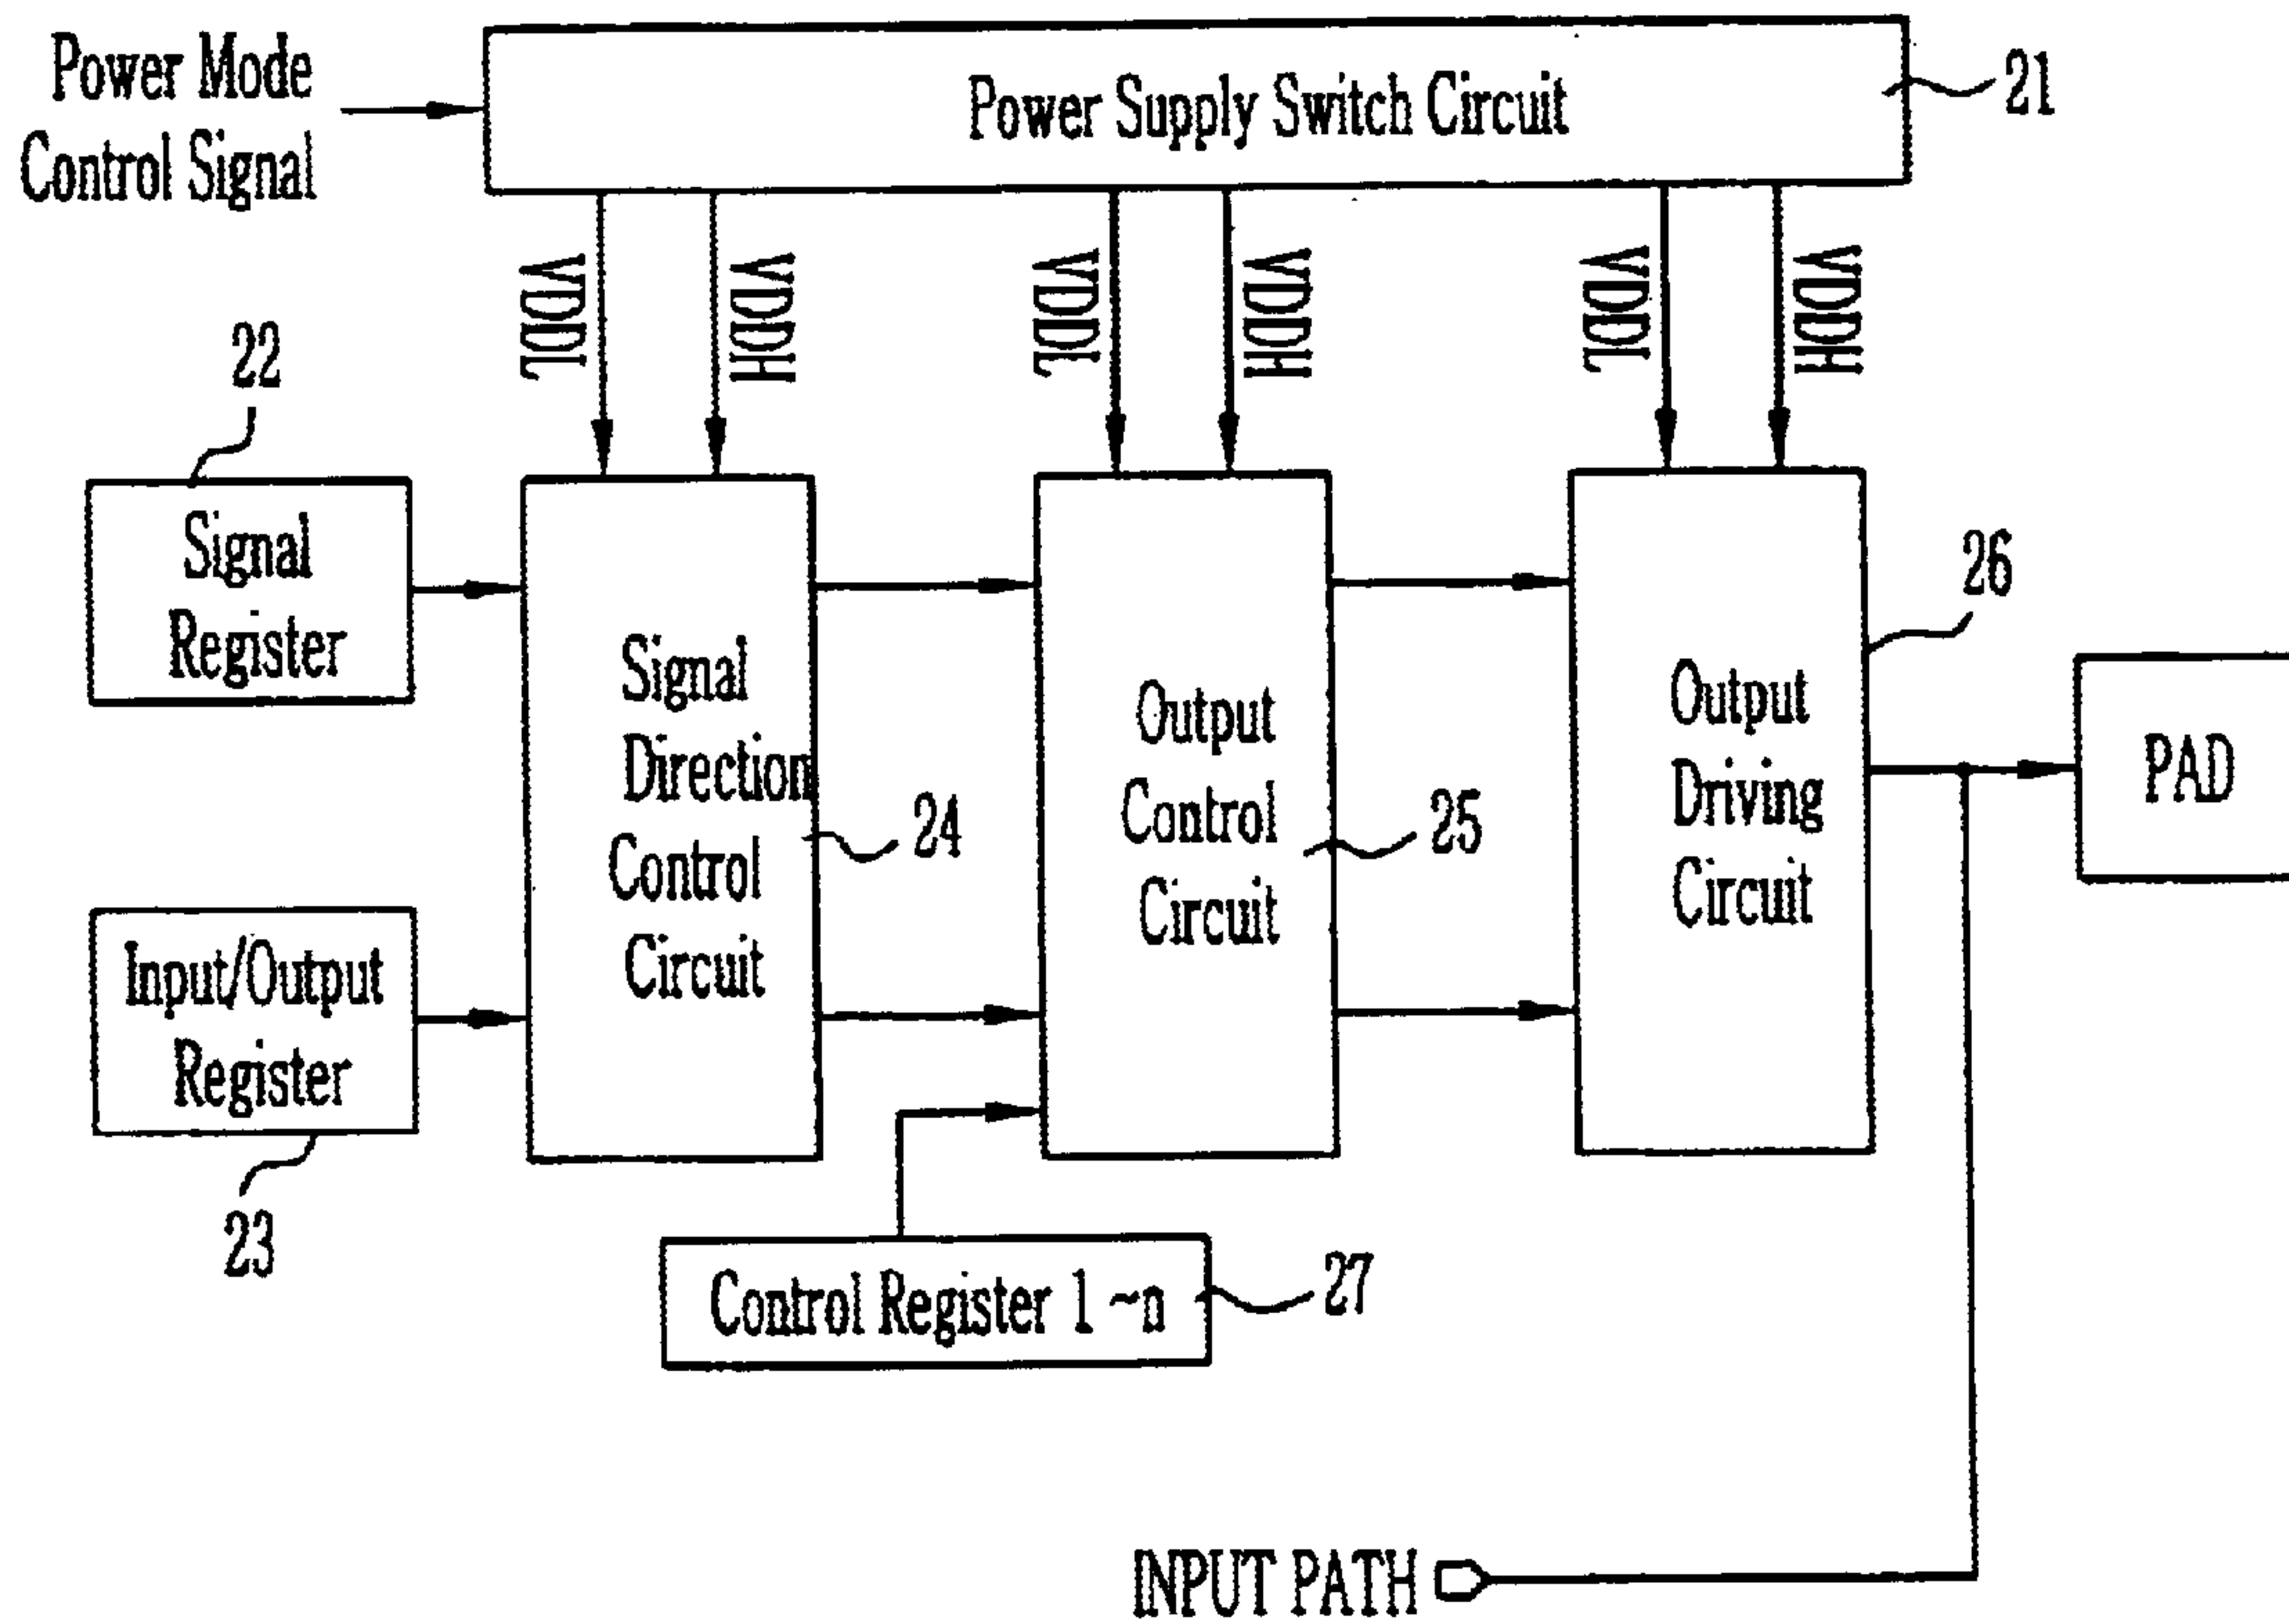 Power Mode
Control Signal
Power Supply Switch Circuit
21
VDDL
VDDH
VDDL
VDDH
VDDL
VDDH
22
Signal
Register
Input/Output
Register
23
Signal
Direction
Control
Circuit
24
Output
Control
Circuit
25
Output
Driving
Circuit
26
PAD
Control Register 1 ~n
27
INPUT PATH